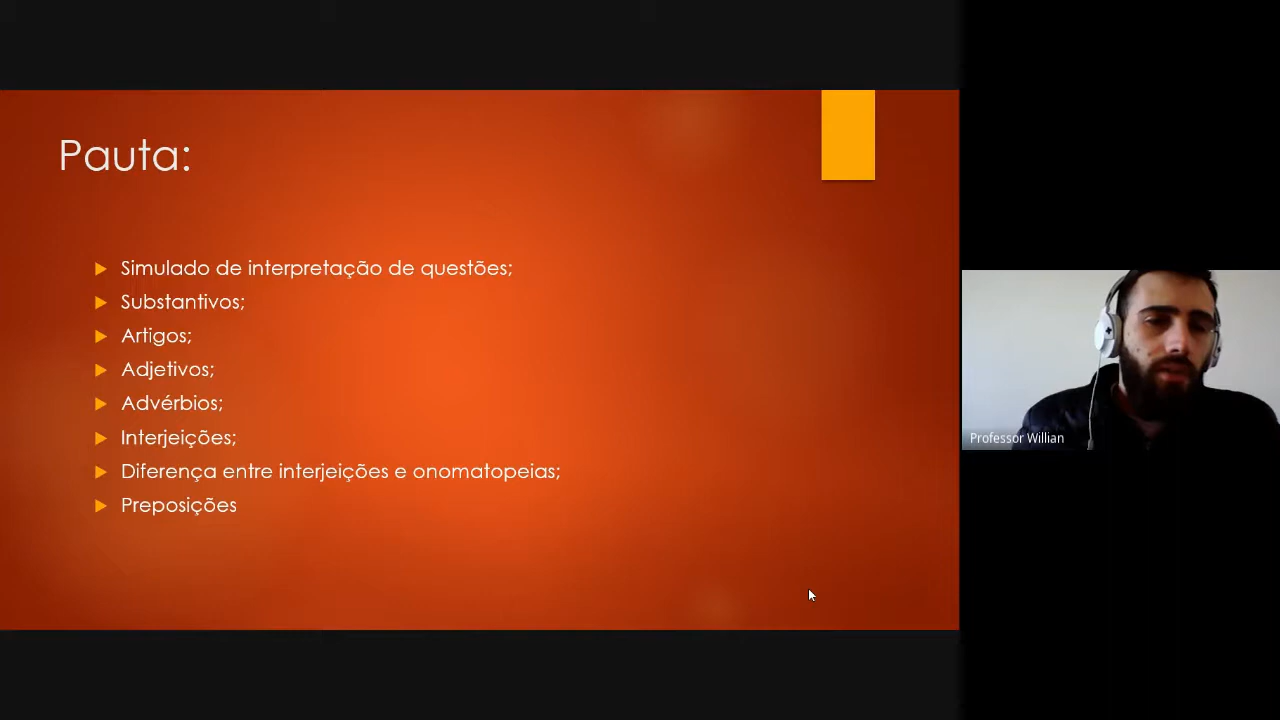 Pauta:
Simulado de interpretação de questões;
Substantivos;
Artigos;
Adjetivos;
Advérbios;
Interjeições;
Diferença entre interjeições e onomatopeias;
Preposições
Professor Willian